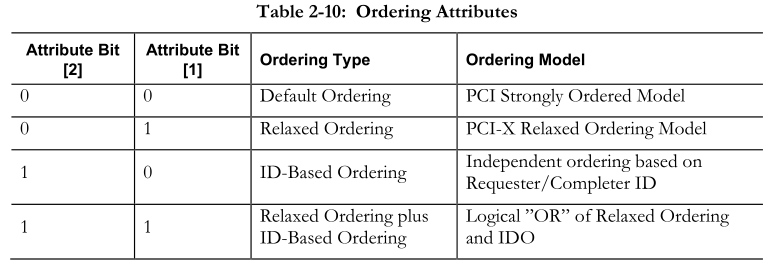 Table 2-10: Ordering Attributes
Attribute Bit [2] Attribute Bit [1] Ordering Type Ordering Model
0 0 Default Ordering PCI Strongly Ordered Model
0 1 Relaxed Ordering PCI-X Relaxed Ordering Model
1 0 ID-Based Ordering Independent ordering based on Requester/Completer ID
1 1 Relaxed Ordering plus ID-Based Ordering Logical ”OR” of Relaxed Ordering and IDO